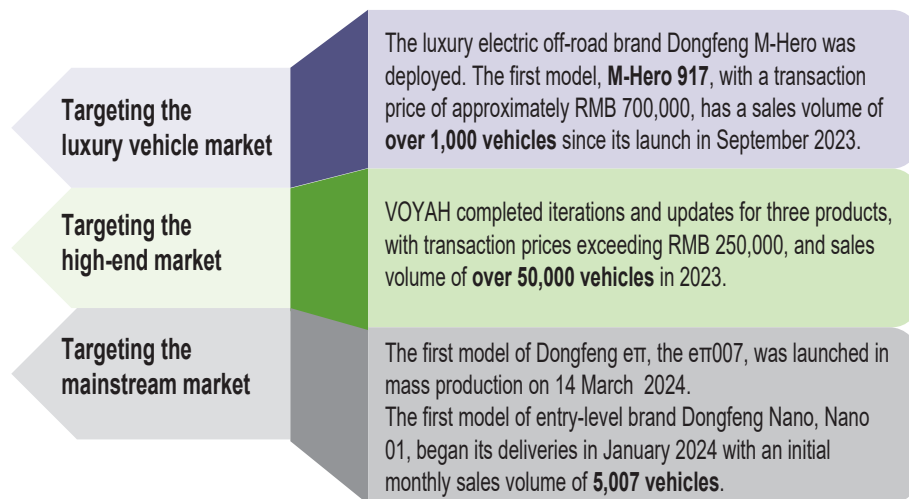 Targeting the
luxury vehicle market
The luxury electric off-road brand Dongfeng M-Hero was
deployed. The first model, M-Hero 917, with a transaction
price of approximately RMB 700,000, has a sales volume of
over 1,000 vehicles since its launch in September 2023.
Targeting the
high-end market
VOYAH completed iterations and updates for three products,
with transaction prices exceeding RMB 250,000, and sales
volume of over 50,000 vehicles in 2023.
Targeting the
mainstream market
The first model of Dongfeng eπ, the eπ007, was launched in
mass production on 14 March 2024.
The first model of entry-level brand Dongfeng Nano, Nano
01, began its deliveries in January 2024 with an initial
monthly sales volume of 5,007 vehicles.